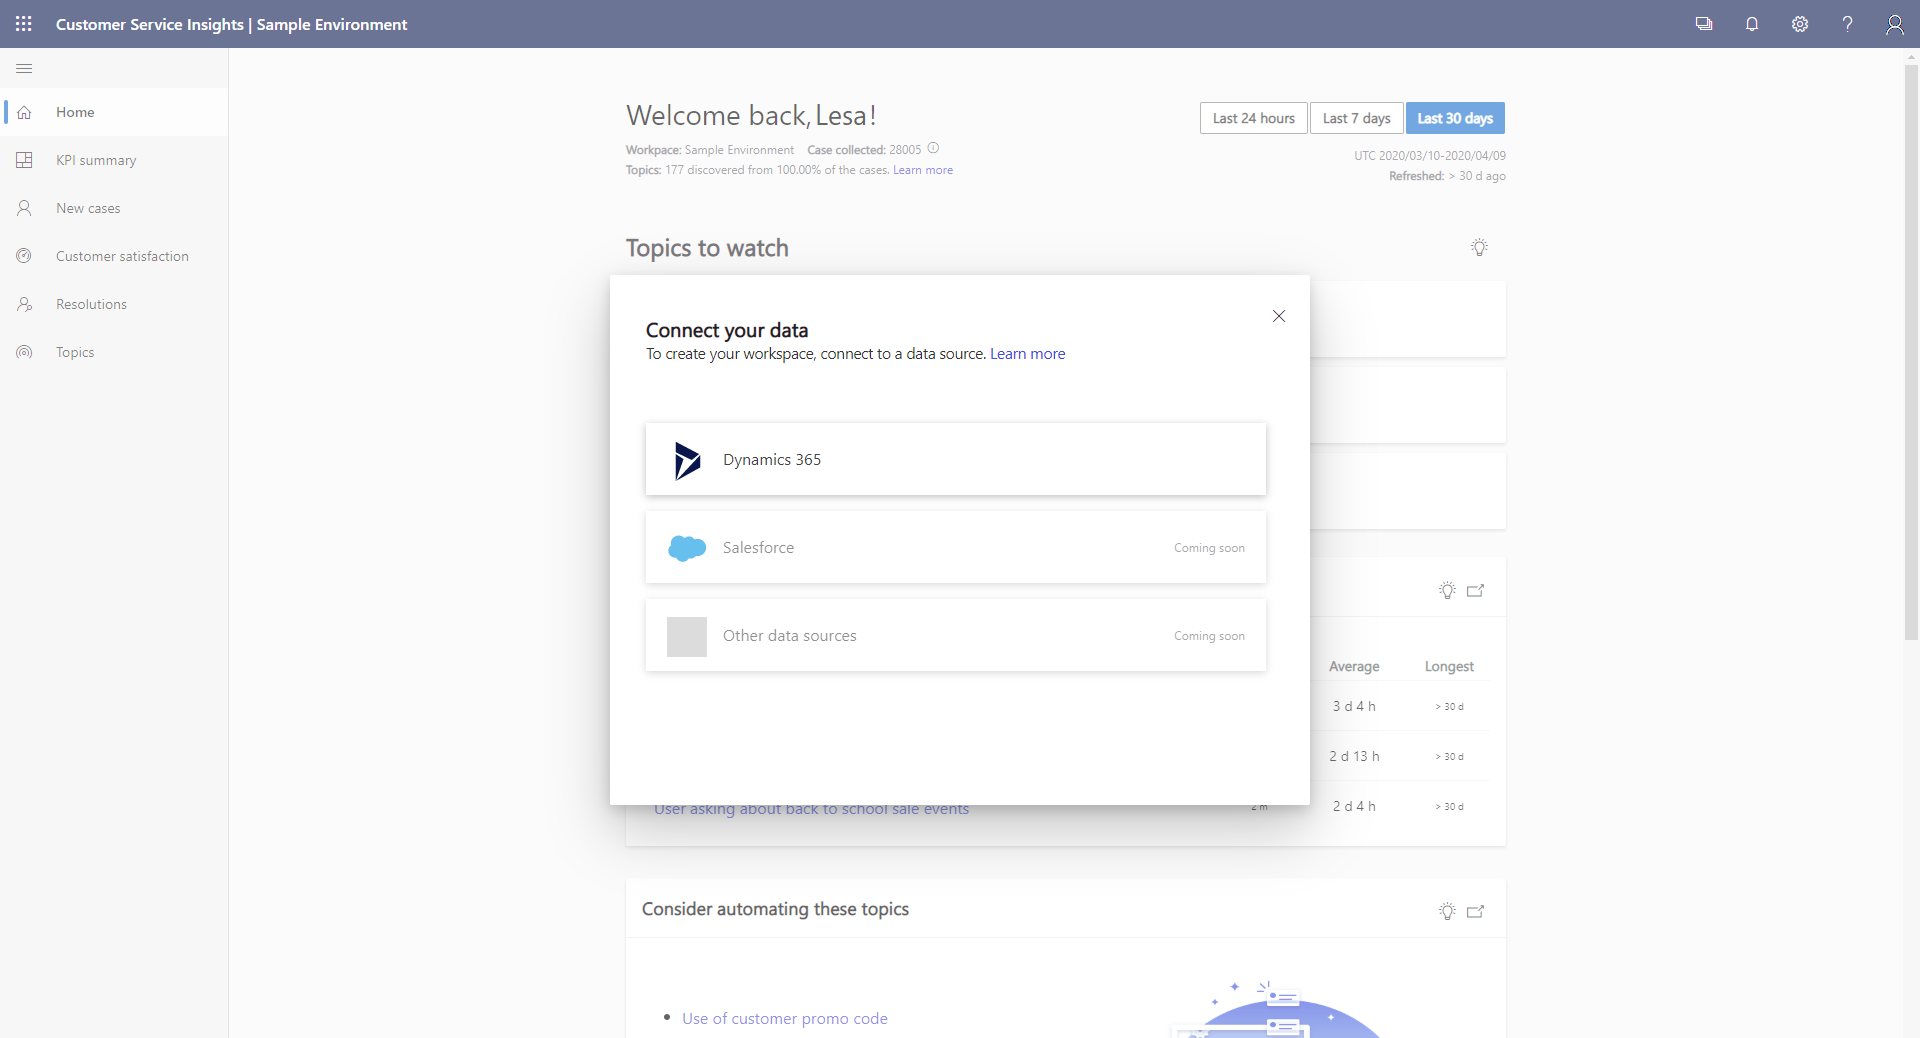 Customer Service Insights | Sample Environment
Home
KPI summary
New cases
Customer satisfaction
Resolutions
Topics
Welcome back, Lesa!
Workpace: Sample Environment Case collected: 28005
Topics: 177 discovered from 100.00% of the cases. Learn more
Last 24 hours
Last 7 days
Last 30 days
UTC 2020/03/10-2020/04/09
Refreshed: > 30 d ago
Topics to watch
Connect your data
To create your workspace, connect to a data source. Learn more
Dynamics 365
Salesforce Coming soon
Other data sources Coming soon
Average Longest
3 d 4 h > 30 d
2 d 13 h > 30 d
User asking about back to school sale events 2 m 2 d 4 h > 30 d
Consider automating these topics
• Use of customer promo code